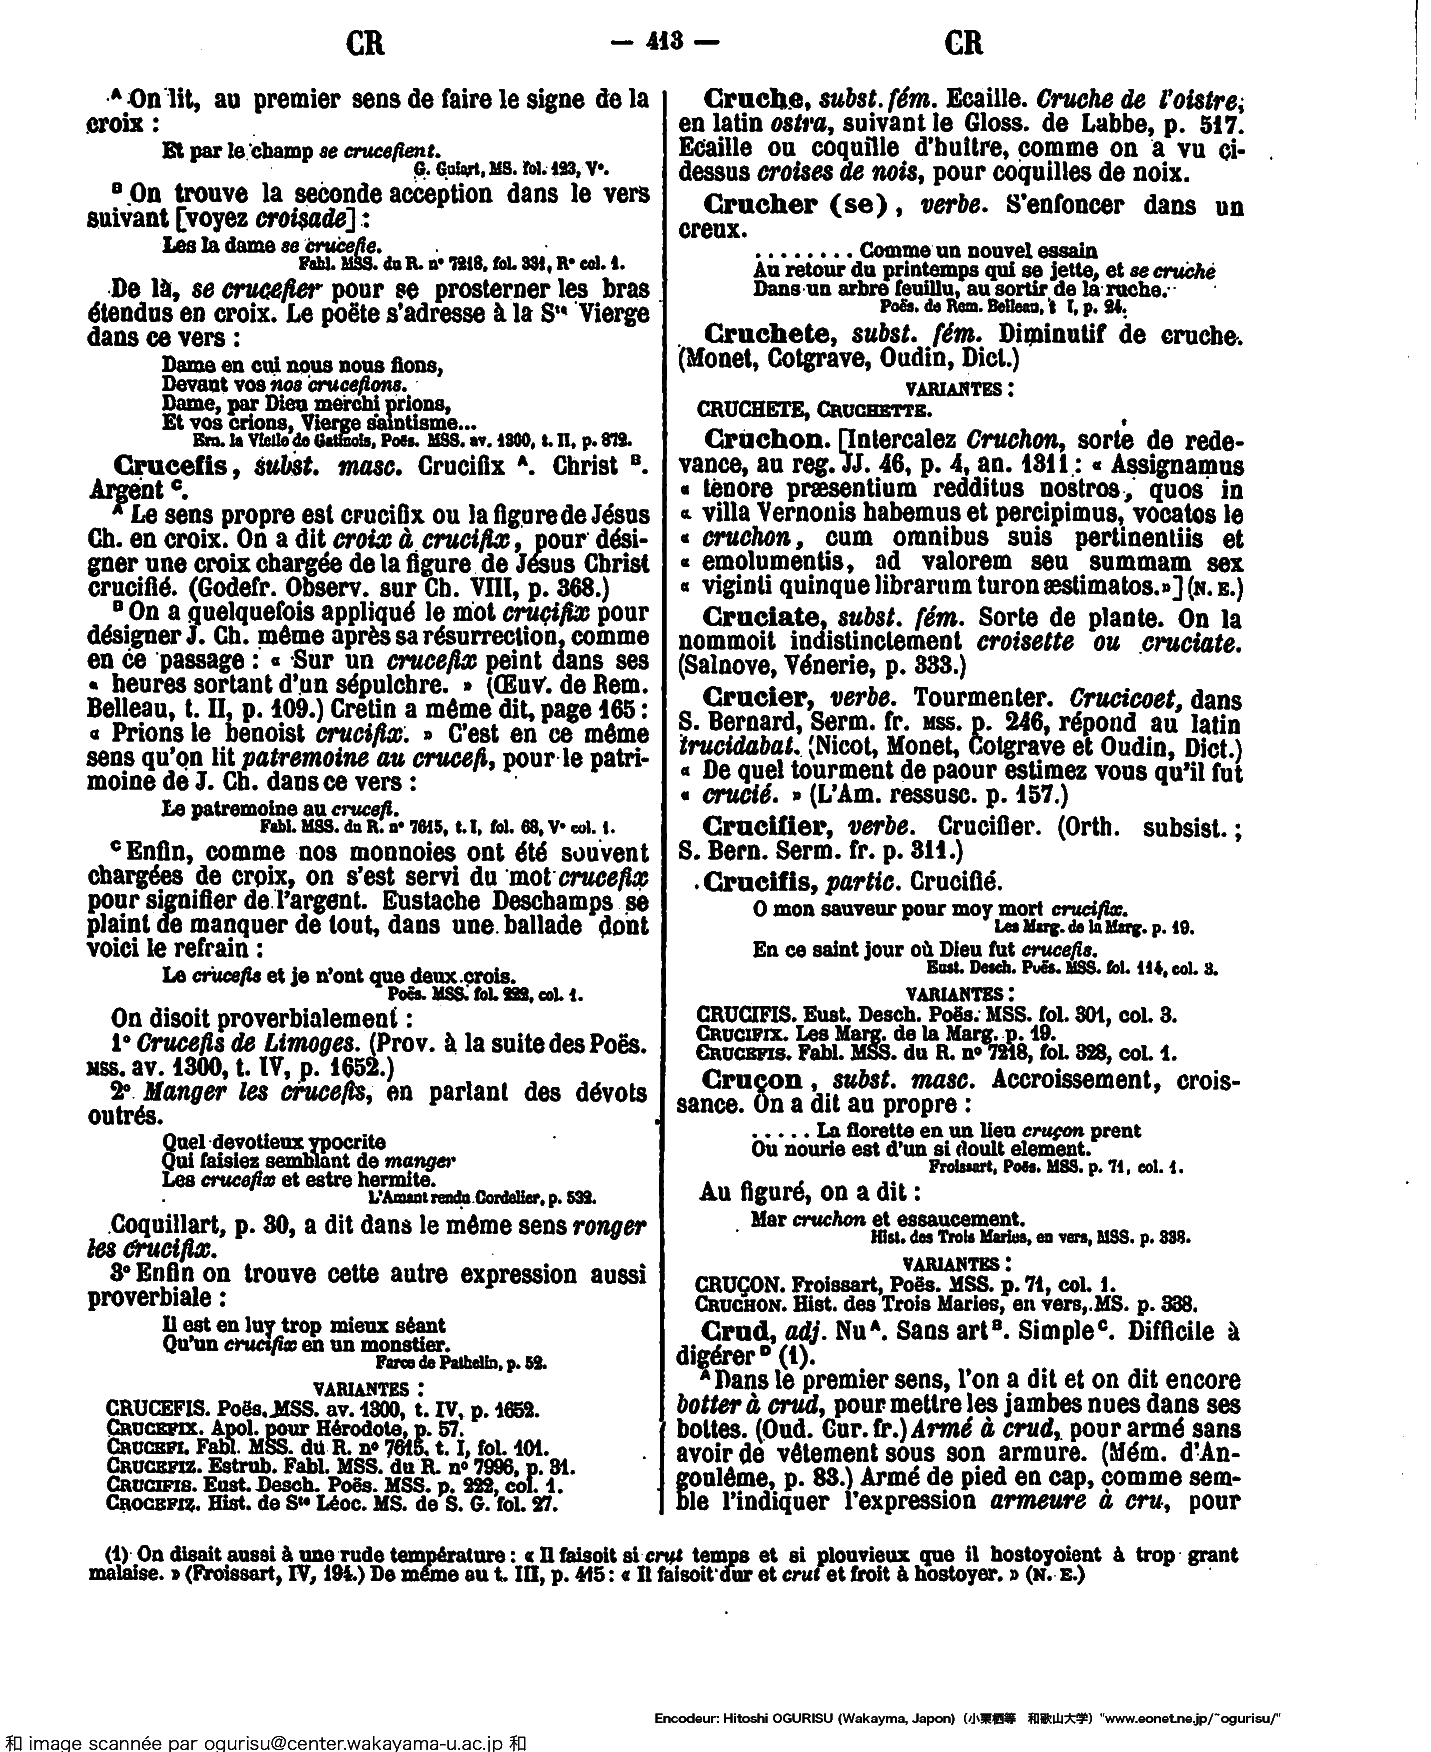 CR — 413 — CR
ᴬ On lit, au premier sens de faire le signe de la
croix :
Et par le champ se crucefient.
G. Guiart, MS. fol. 123, Vº.
ᴮ On trouve la seconde acception dans le vers
suivant [voyez croisade] :
Les la dame se crucefie.
Fabl. MSS. du R. nº 7218, fol. 331, Rº col. 1.
De là, se crucefier pour se prosterner les bras
étendus en croix. Le poëte s'adresse à la Sᵗᵉ Vierge
dans ce vers :
Dame en cui nous nous fions,
Devant vos nos crucefions.
Dame, par Dieu merchi prions,
Et vos crions, Vierge saintisme...
Ern. la Vielle de Gatinois, Poës. MSS. av. 1300, t. II, p. 872.
Crucefis, subst. masc. Crucifix ᴬ. Christ ᴮ.
Argent ᶜ.
ᴬ Le sens propre est crucifix ou la figure de Jésus
Ch. en croix. On a dit croix à crucifix, pour dési-
gner une croix chargée de la figure de Jésus Christ
crucifié. (Godefr. Observ. sur Ch. VIII, p. 368.)
ᴮ On a quelquefois appliqué le mot crucifix pour
désigner J. Ch. même après sa résurrection, comme
en ce passage : « Sur un crucefix peint dans ses
« heures sortant d'un sépulchre. » (Œuv. de Rem.
Belleau, t. II, p. 109.) Cretin a même dit, page 165 :
« Prions le benoist crucifix. » C'est en ce même
sens qu'on lit patremoine au crucefi, pour le patri-
moine de J. Ch. dans ce vers :
Le patremoine au crucefi.
Fabl. MSS. du R. nº 7615, t. I, fol. 68, Vº col. 1.
ᶜ Enfin, comme nos monnoies ont été souvent
chargées de croix, on s'est servi du mot crucefix
pour signifier de l'argent. Eustache Deschamps se
plaint de manquer de tout, dans une ballade dont
voici le refrain :
Le crucefis et je n'ont que deux crois.
Poës. MSS. fol. 222, col. 1.
On disoit proverbialement :
1º Crucefis de Limoges. (Prov. à la suite des Poës.
MSS. av. 1300, t. IV, p. 1652.)
2º Manger les crucefis, en parlant des dévots
outrés.
Quel devotieux ypocrite
Qui faisiez semblant de manger
Les crucefix et estre hermite.
L'Amant rendu Cordelier, p. 532.
Coquillart, p. 30, a dit dans le même sens ronger
les crucifix.
3º Enfin on trouve cette autre expression aussi
proverbiale :
Il est en luy trop mieux séant
Qu'un crucifix en un monstier.
Farce de Pathelin, p. 52.
VARIANTES :
CRUCEFIS. Poës. MSS. av. 1300, t. IV, p. 1652.
CRUCEFIX. Apol. pour Hérodote, p. 57.
CRUCEFI. Fabl. MSS. du R. nº 7615, t. I, fol. 101.
CRUCEFIZ. Estrub. Fabl. MSS. du R. nº 7996, p. 31.
CRUCIFIS. Eust. Desch. Poës. MSS. p. 222, col. 1.
CROCEFIZ. Hist. de Sᵗᵉ Léoc. MS. de S. G. fol. 27.
Cruche, subst. fém. Ecaille. Cruche de l'oistre,
en latin ostra, suivant le Gloss. de Labbe, p. 517.
Ecaille ou coquille d'huître, comme on a vu ci-
dessus croises de nois, pour coquilles de noix.
Crucher (se), verbe. S'enfoncer dans un
creux.
........ Comme un nouvel essain
Au retour du printemps qui se jette, et se cruche
Dans un arbre feuillu, au sortir de la ruche.
Poës. de Rem. Belleau, t I, p. 24.
Cruchete, subst. fém. Diminutif de cruche.
(Monet, Cotgrave, Oudin, Dict.)
VARIANTES :
CRUCHETE, CRUCHETTE.
Cruchon. [Intercalez Cruchon, sorte de rede-
vance, au reg. JJ. 46, p. 4, an. 1311 : « Assignamus
« tenore præsentium redditus nostros, quos in
« villa Vernonis habemus et percipimus, vocatos le
« cruchon, cum omnibus suis pertinentiis et
« emolumentis, ad valorem seu summam sex
« viginti quinque librarum turon æstimatos. »] (N. E.)
Cruciate, subst. fém. Sorte de plante. On la
nommoit indistinctement croisette ou cruciate.
(Salnove, Vénerie, p. 333.)
Crucier, verbe. Tourmenter. Crucicoet, dans
S. Bernard, Serm. fr. MSS. p. 246, répond au latin
trucidabat. (Nicot, Monet, Cotgrave et Oudin, Dict.)
« De quel tourment de paour estimez vous qu'il fut
« crucié. » (L'Am. ressusc. p. 157.)
Crucifier, verbe. Crucifier. (Orth. subsist. ;
S. Bern. Serm. fr. p. 311.)
Crucifis, partic. Crucifié.
O mon sauveur pour moy mort crucifix.
Les Marg. de la Marg. p. 19.
En ce saint jour où Dieu fut crucefis.
Eust. Desch. Poës. MSS. fol. 114, col. 3.
VARIANTES :
CRUCIFIS. Eust. Desch. Poës. MSS. fol. 301, col. 3.
CRUCIFIX. Les Marg. de la Marg. p. 19.
CRUCEFIS. Fabl. MSS. du R. nº 7218, fol. 328, col. 1.
Cruçon, subst. masc. Accroissement, crois-
sance. On a dit au propre :
..... La florette en un lieu cruçon prent
Ou nourie est d'un si doult element.
Froissart, Poës. MSS. p. 71, col. 1.
Au figuré, on a dit :
Mar cruchon et essaucement.
Hist. des Trois Maries, en vers, MSS. p. 338.
VARIANTES :
CRUÇON. Froissart, Poës. MSS. p. 71, col. 1.
CRUCHON. Hist. des Trois Maries, en vers, MS. p. 338.
Crud, adj. Nu ᴬ. Sans art ᴮ. Simple ᶜ. Difficile à
digérer ᴰ (1).
ᴬ Dans le premier sens, l'on a dit et on dit encore
botter à crud, pour mettre les jambes nues dans ses
bottes. (Oud. Cur. fr.) Armé à crud, pour armé sans
avoir de vêtement sous son armure. (Mém. d'An-
goulême, p. 83.) Armé de pied en cap, comme sem-
ble l'indiquer l'expression armeure à cru, pour
(1) On disait aussi à une rude température : « Il faisoit si crut temps et si plouvieux que il hostoyoient à trop grant
malaise. » (Froissart, IV, 194.) De même au t. III, p. 415 : « Il faisoit dur et crut et froit à hostoyer. » (N. E.)
Encodeur: Hitoshi OGURISU (Wakayma, Japon) (小栗栖等 和歌山大学) "www.eonet.ne.jp/~ogurisu/"
和 image scannée par ogurisu@center.wakayama-u.ac.jp 和